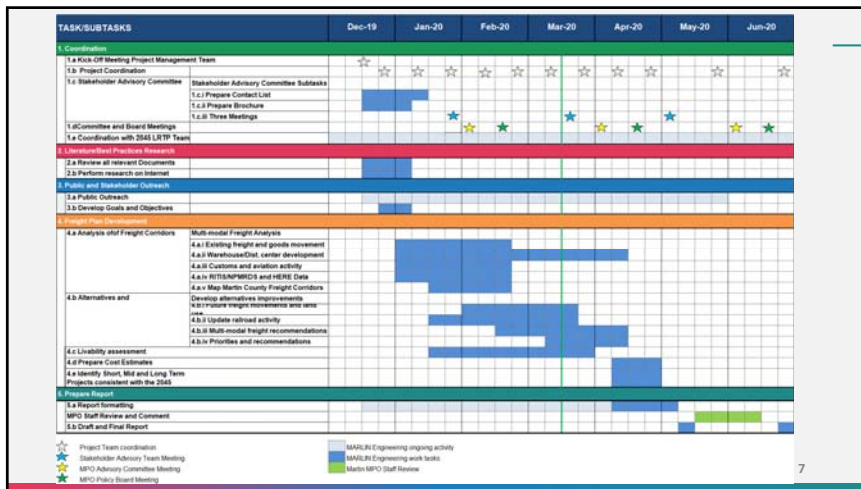 TASK/SUBTASKS Dec-19 Jan-20 Feb-20 Mar-20 Apr-20 May-20 Jun-20
1. Coordination
1.a Kick-Off Meeting Project Management Team
1.b Project Coordination
1.c Stakeholder Advisory Committee Stakeholder Advisory Committee Subtasks
1.c.i Prepare Contact List
1.c.ii Prepare Brochure
1.c.iii Three Meetings
1.dCommittee and Board Meetings
1.e Coordination with 2045 LRTP Team
2. Literature/Best Practices Research
2.a Review all relevant Documents
2.b Perform research on Internet
3. Public and Stakeholder Outreach
3.a Public Outreach
3.b Develop Goals and Objectives
4. Freight Plan Development
4.a Analysis ofof Freight Corridors Multi-modal Freight Analysis
4.a.i Existing freight and goods movement
4.a.ii Warehouse/Dist. center development
4.a.iii Customs and aviation activity
4.a.iv RITIS/NPMRDS and HERE Data
4.a.v Map Martin County Freight Corridors
4.b Alternatives and Develop alternatives improvements
4.b.i Future freight movements and land use
4.b.ii Update railroad activity
4.b.iii Multi-modal freight recommendations
4.b.iv Priorities and recommendations
4.c Livability assessment
4.d Prepare Cost Estimates
4.e Identify Short, Mid and Long Term
Projects consistent with the 2045
5. Prepare Report
5.a Report formatting
MPO Staff Review and Comment
5.b Draft and Final Report
Project Team coordination MARLIN Engineering ongoing activity
Stakeholder Advisory Team Meeting MARLIN Engineering work tasks
MPO Advisory Committee Meeting Martin MPO Staff Review
MPO Policy Board Meeting
7